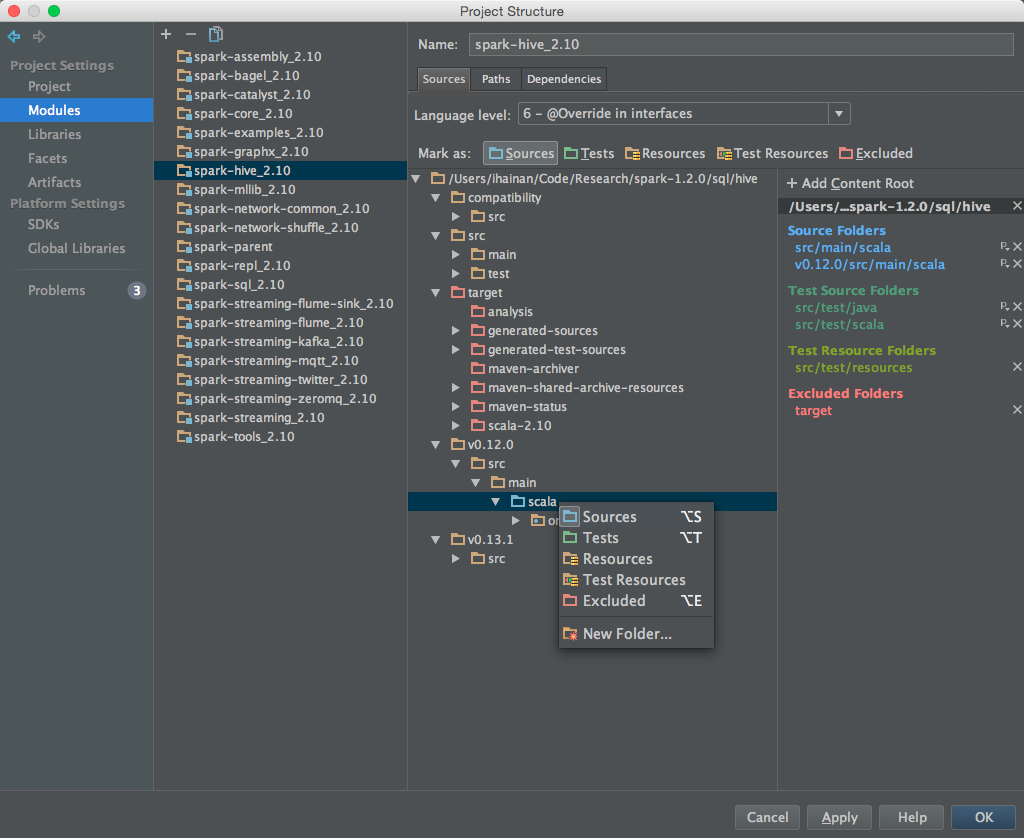 Project Structure
Project Settings
Project
Modules
Libraries
Facets
Artifacts
Platform Settings
SDKs
Global Libraries
Problems 3
spark-assembly_2.10
spark-bagel_2.10
spark-catalyst_2.10
spark-core_2.10
spark-examples_2.10
spark-graphx_2.10
spark-hive_2.10
spark-mllib_2.10
spark-network-common_2.10
spark-network-shuffle_2.10
spark-parent
spark-repl_2.10
spark-sql_2.10
spark-streaming-flume-sink_2.10
spark-streaming-flume_2.10
spark-streaming-kafka_2.10
spark-streaming-mqtt_2.10
spark-streaming-twitter_2.10
spark-streaming-zeromq_2.10
spark-streaming_2.10
spark-tools_2.10
Name: spark-hive_2.10
Sources Paths Dependencies
Language level: 6 – @Override in interfaces
Mark as: Sources Tests Resources Test Resources Excluded
/Users/ihainan/Code/Research/spark-1.2.0/sql/hive
compatibility
src
src
main
test
target
analysis
generated-sources
generated-test-sources
maven-archiver
maven-shared-archive-resources
maven-status
scala-2.10
v0.12.0
src
main
scala
or
v0.13.1
src
Sources ⌥S
Tests ⌥T
Resources
Test Resources
Excluded ⌥E
New Folder...
+ Add Content Root
/Users/...spark-1.2.0/sql/hive
Source Folders
src/main/scala
v0.12.0/src/main/scala
Test Source Folders
src/test/java
src/test/scala
Test Resource Folders
src/test/resources
Excluded Folders
target
Cancel Apply Help OK